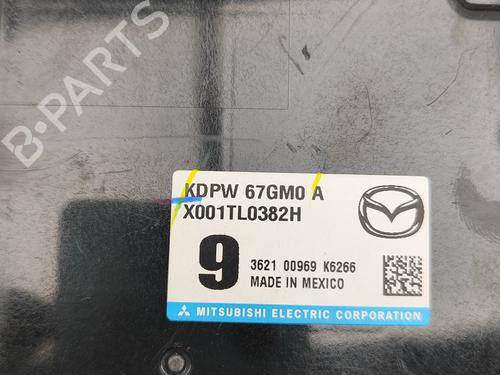 B-PARTS
KDPW 67GM0 A
X001TL0382H
9
3621 00969 K6266
MADE IN MEXICO
MITSUBISHI ELECTRIC CORPORATION